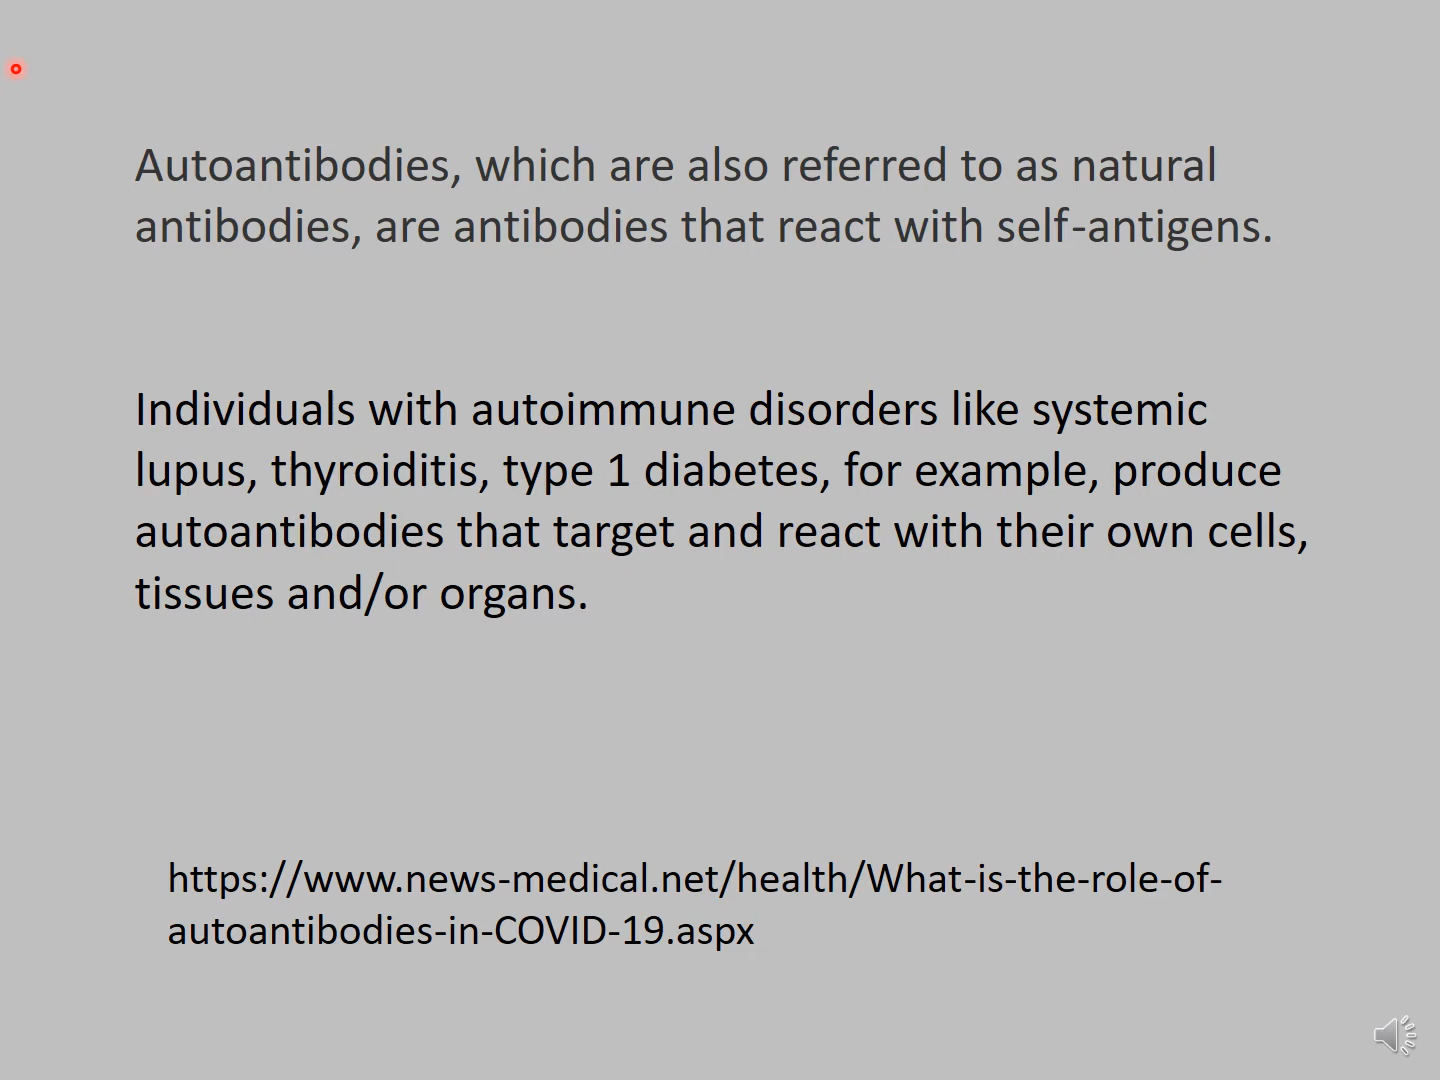 Autoantibodies, which are also referred to as natural
antibodies, are antibodies that react with self-antigens.
Individuals with autoimmune disorders like systemic
lupus, thyroiditis, type 1 diabetes, for example, produce
autoantibodies that target and react with their own cells,
tissues and/or organs.
https://www.news-medical.net/health/What-is-the-role-of-
autoantibodies-in-COVID-19.aspx